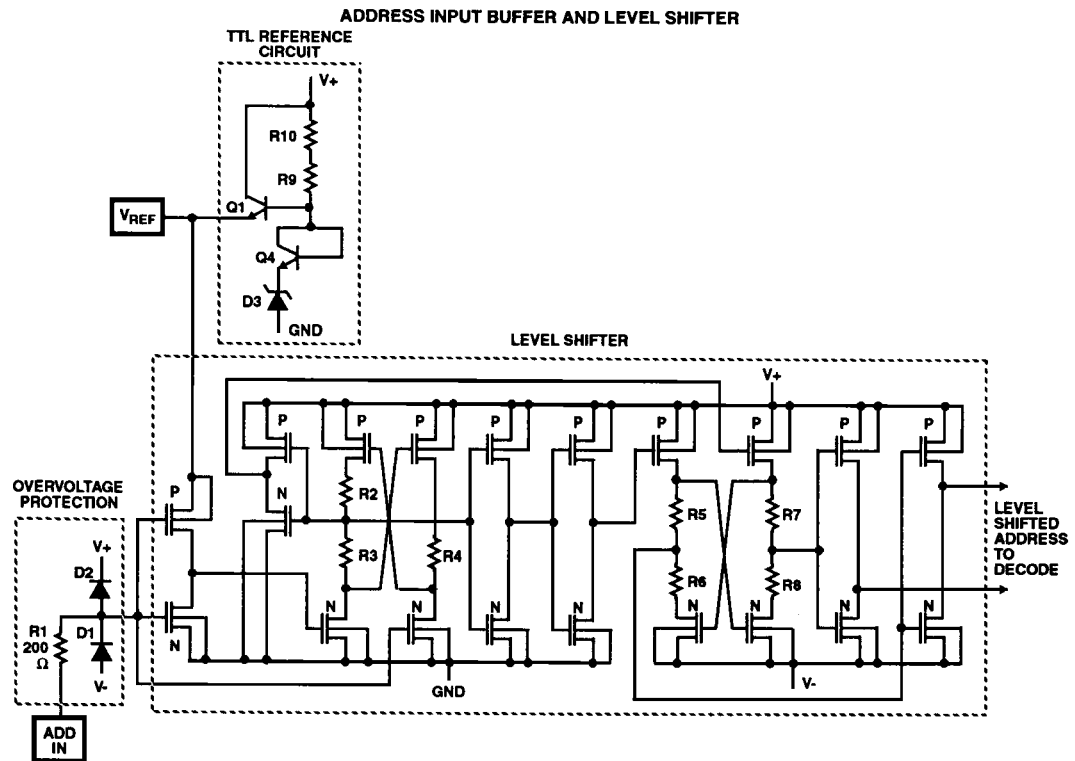 ADDRESS INPUT BUFFER AND LEVEL SHIFTER
TTL REFERENCE
CIRCUIT
V+
R10
R9
Q1
VREF
Q4
D3
GND
LEVEL SHIFTER
V+
P
P
P
P
P
P
P
P
P
OVERVOLTAGE
PROTECTION
P
N
R2
R3
R4
R5
R6
R7
R8
LEVEL
SHIFTED
ADDRESS
TO
DECODE
V+
D2
R1
200
Ω
D1
V-
N
N
N
N
N
N
N
N
N
GND
V-
ADD
IN